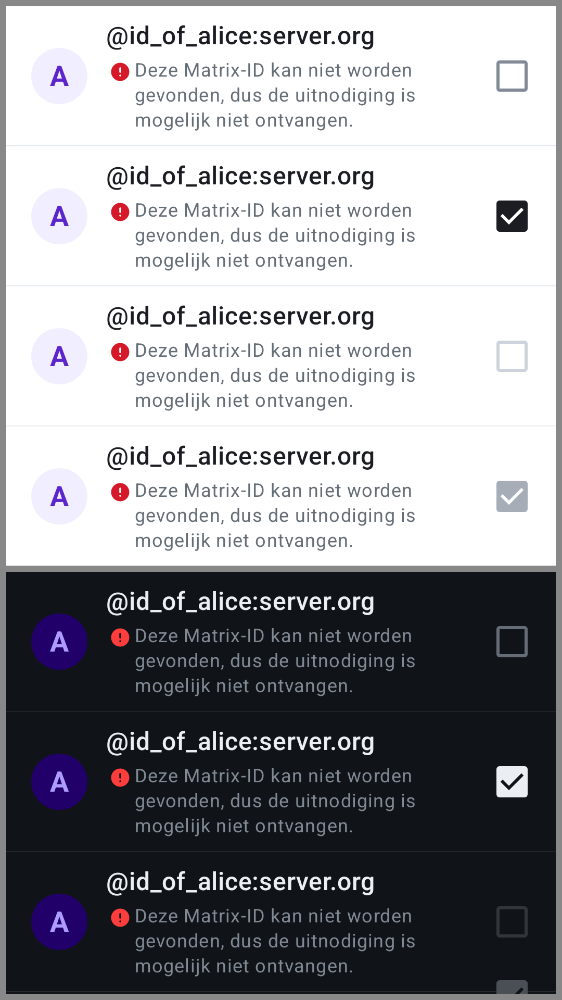 @id_of_alice:server.org
A
Deze Matrix-ID kan niet worden
gevonden, dus de uitnodiging is
mogelijk niet ontvangen.
@id_of_alice:server.org
A
Deze Matrix-ID kan niet worden
gevonden, dus de uitnodiging is
mogelijk niet ontvangen.
@id_of_alice:server.org
A
Deze Matrix-ID kan niet worden
gevonden, dus de uitnodiging is
mogelijk niet ontvangen.
@id_of_alice:server.org
A
Deze Matrix-ID kan niet worden
gevonden, dus de uitnodiging is
mogelijk niet ontvangen.
@id_of_alice:server.org
A
Deze Matrix-ID kan niet worden
gevonden, dus de uitnodiging is
mogelijk niet ontvangen.
@id_of_alice:server.org
A
Deze Matrix-ID kan niet worden
gevonden, dus de uitnodiging is
mogelijk niet ontvangen.
@id_of_alice:server.org
A
Deze Matrix-ID kan niet worden
gevonden, dus de uitnodiging is
mogelijk niet ontvangen.